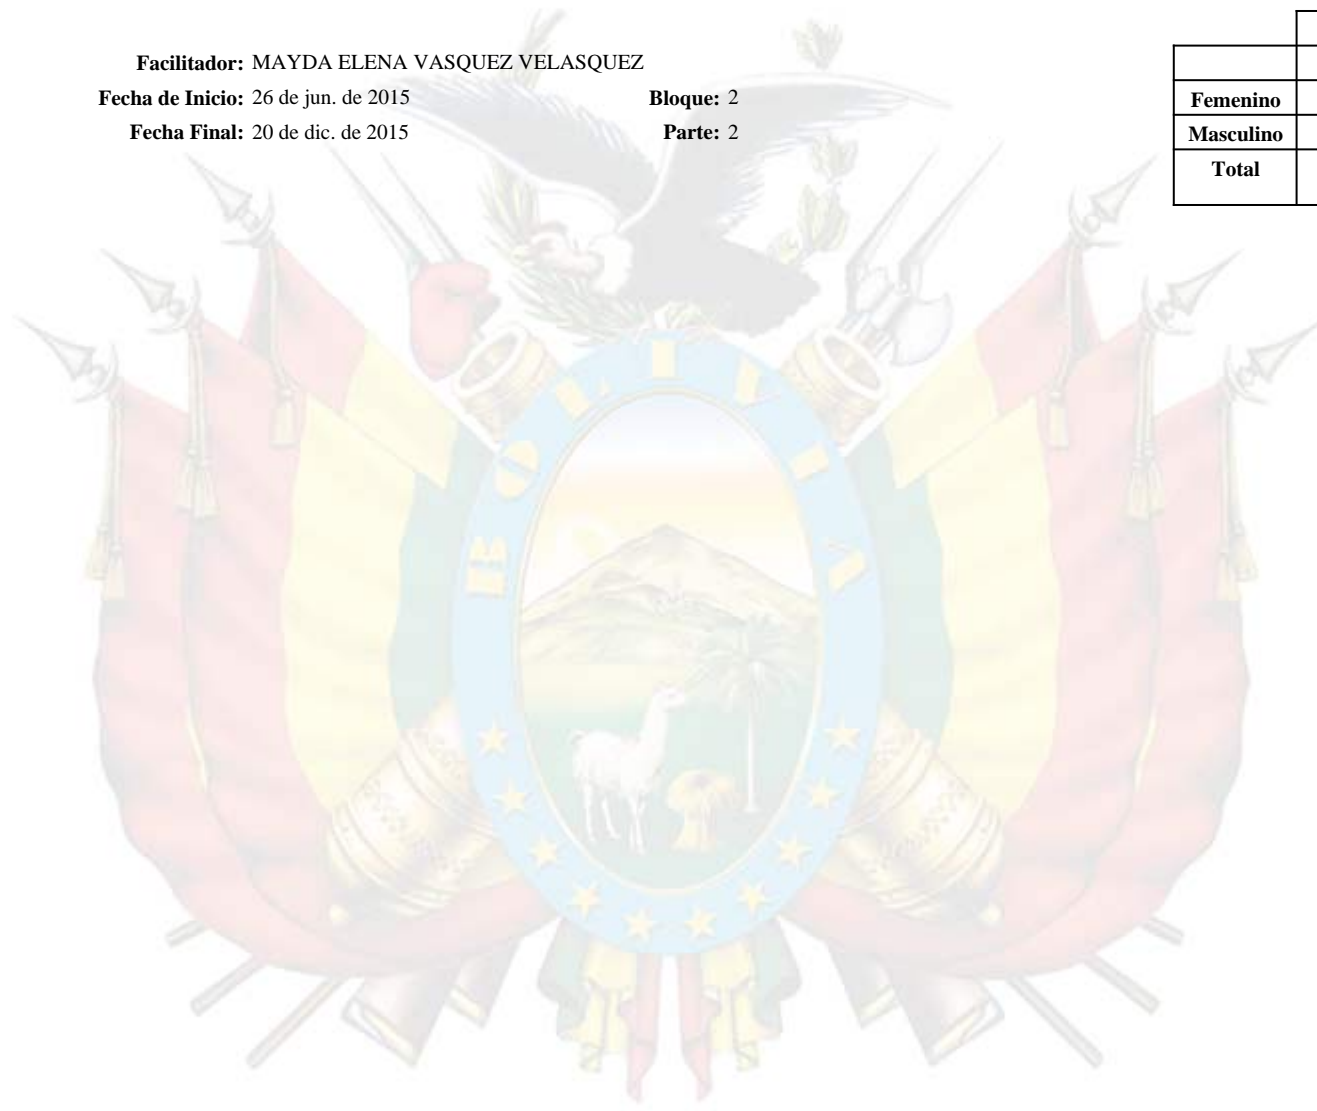 Facilitador: MAYDA ELENA VASQUEZ VELASQUEZ
Fecha de Inicio: 26 de jun. de 2015 Bloque: 2
Fecha Final: 20 de dic. de 2015 Parte: 2
Femenino
Masculino
Total
BOLIVIA